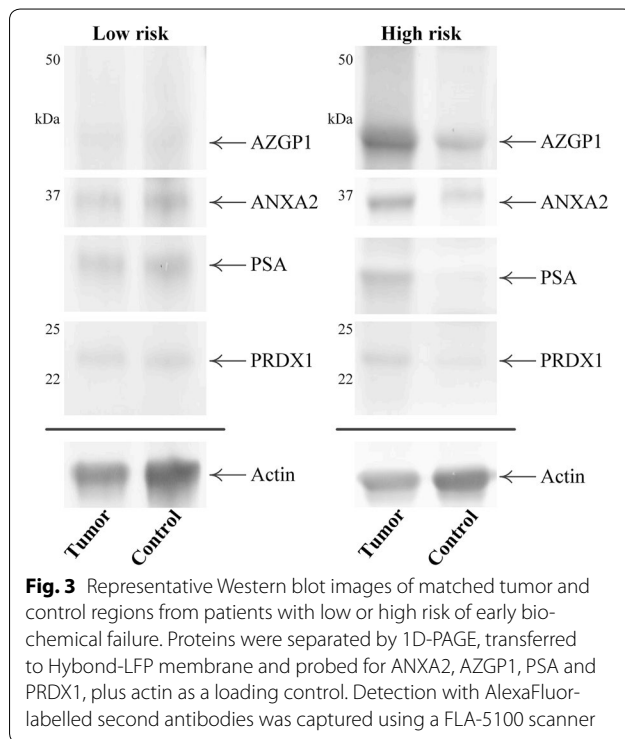 Low risk High risk
50 50
kDa kDa
AZGP1 AZGP1
37 ANXA2 37 ANXA2
PSA PSA
25 25
PRDX1 PRDX1
22 22
Actin Actin
Tumor Control Tumor Control
Fig. 3 Representative Western blot images of matched tumor and
control regions from patients with low or high risk of early bio-
chemical failure. Proteins were separated by 1D-PAGE, transferred
to Hybond-LFP membrane and probed for ANXA2, AZGP1, PSA and
PRDX1, plus actin as a loading control. Detection with AlexaFluor-
labelled second antibodies was captured using a FLA-5100 scanner